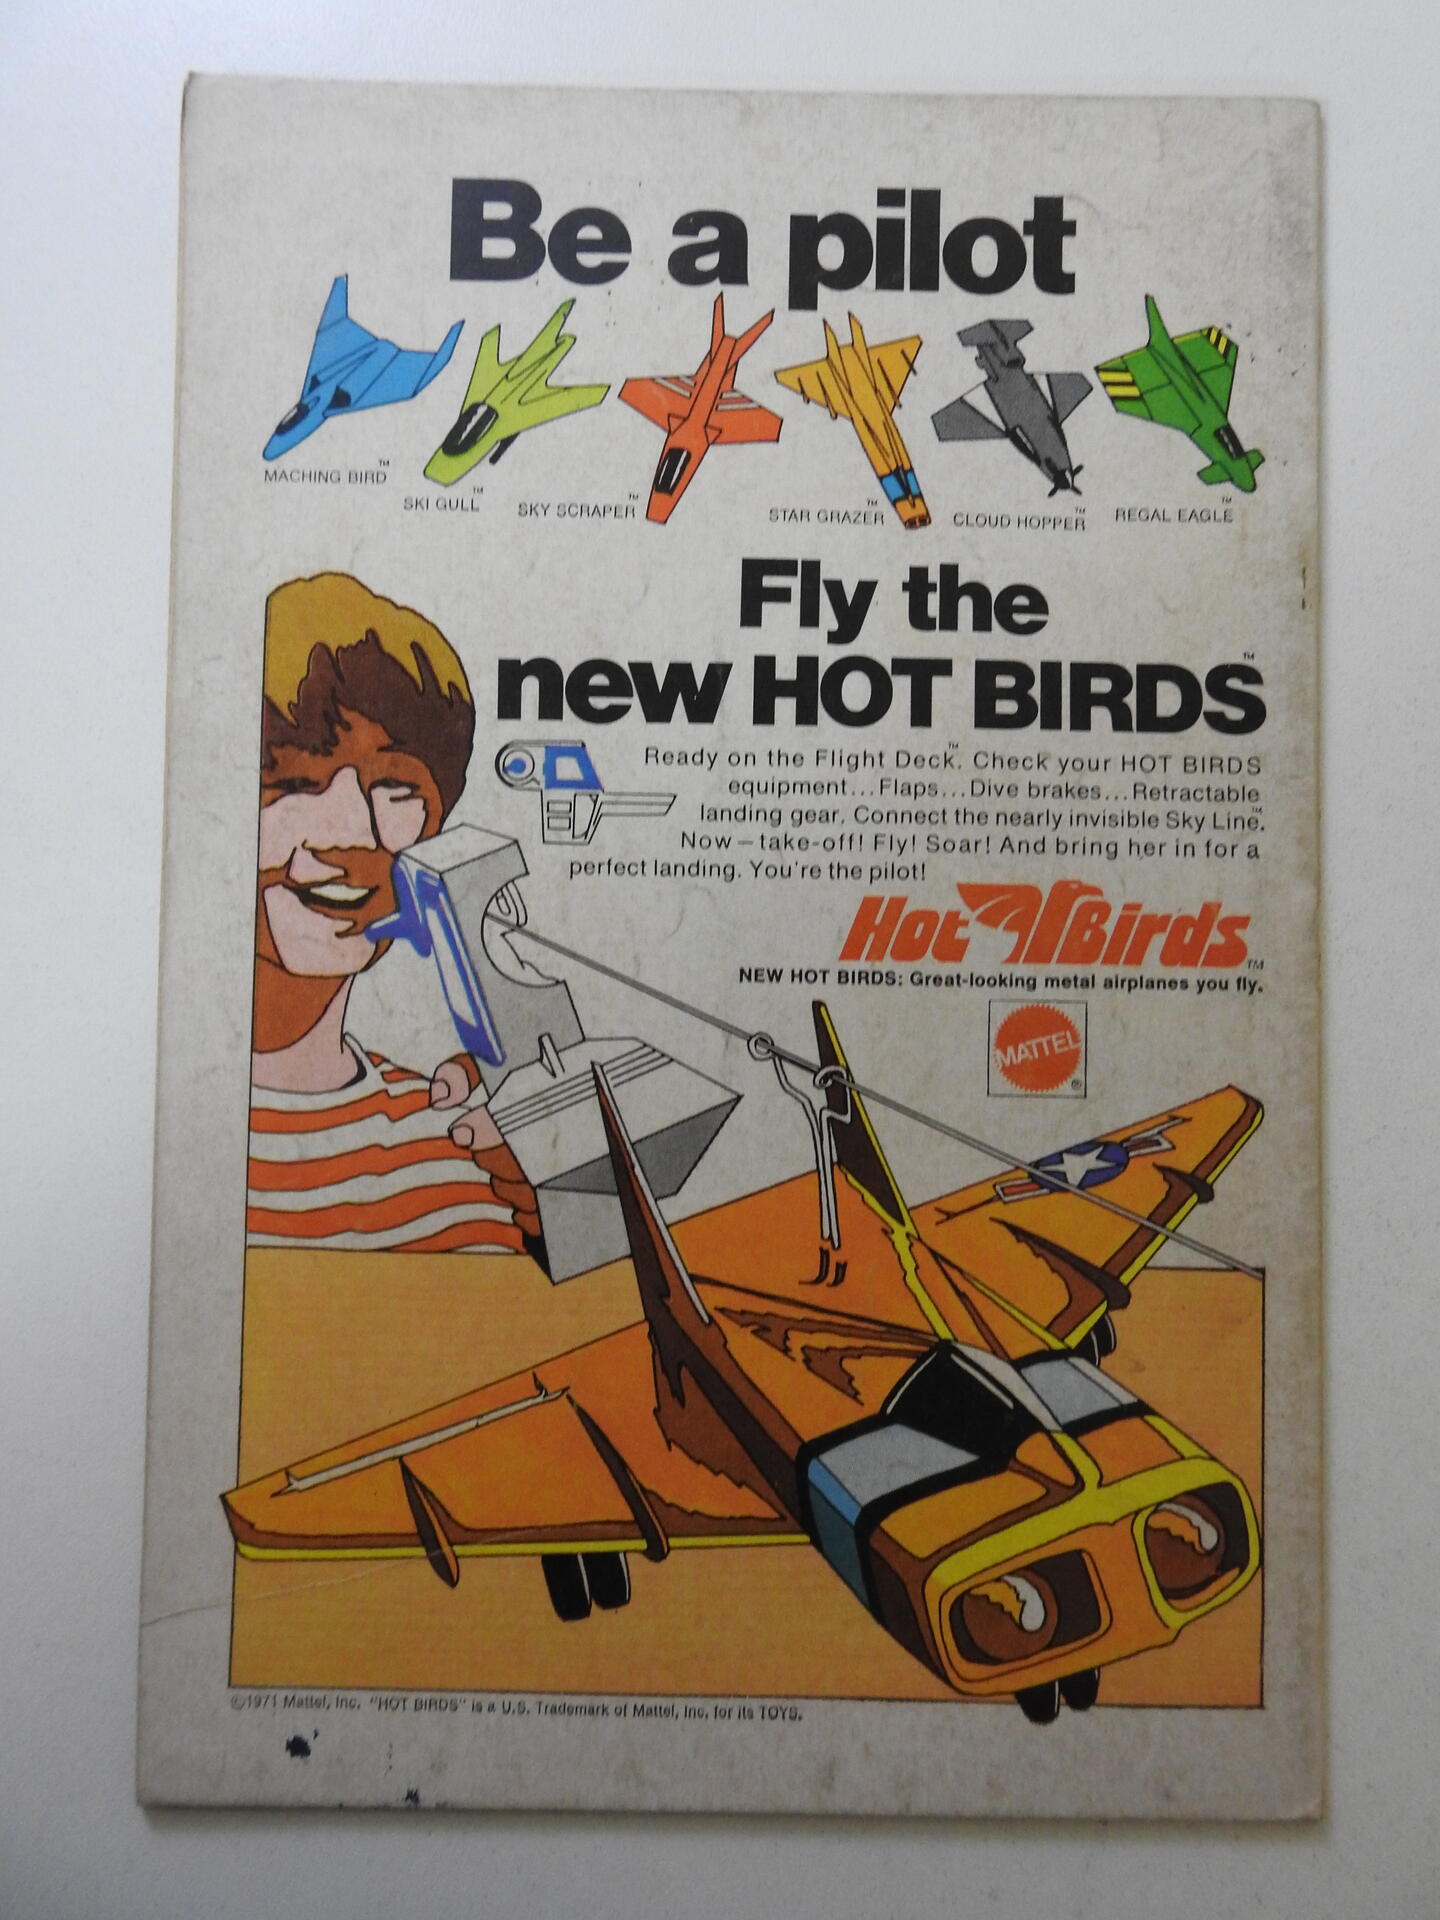 Be a pilot
MACHING BIRD™
SKI GULL™
SKY SCRAPER™
STAR GRAZER™
CLOUD HOPPER™
REGAL EAGLE™
Fly the
new HOT BIRDS™
Ready on the Flight Deck™. Check your HOT BIRDS
equipment...Flaps...Dive brakes...Retractable
landing gear. Connect the nearly invisible Sky Line™.
Now—take-off! Fly! Soar! And bring her in for a
perfect landing. You're the pilot!
Hot Birds™
NEW HOT BIRDS: Great-looking metal airplanes you fly.
MATTEL®
©1971 Mattel, Inc. "HOT BIRDS" is a U.S. Trademark of Mattel, Inc. for its TOYS.